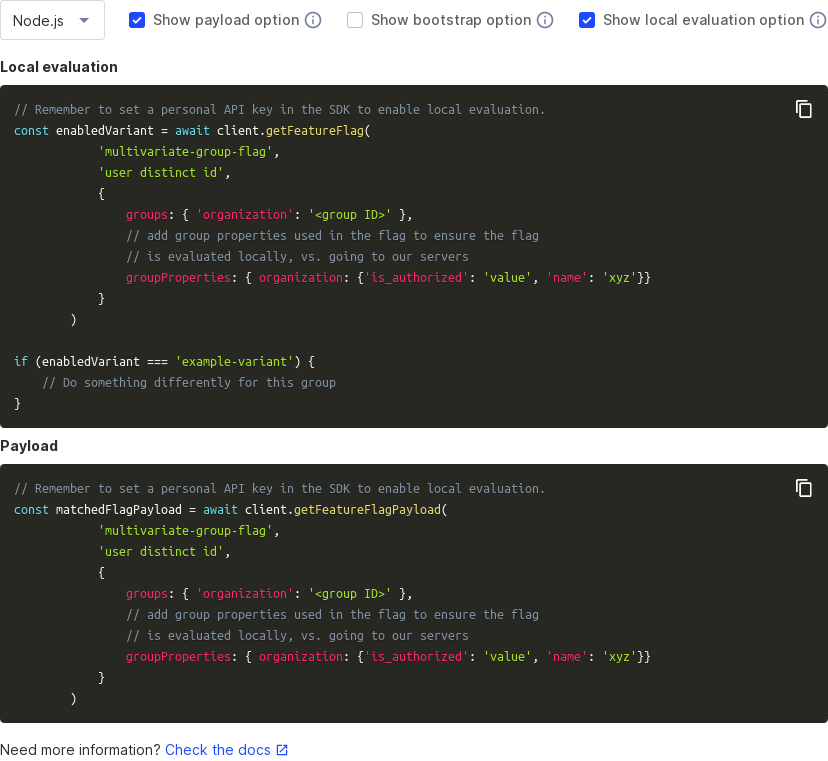 Node.js
Show payload option
Show bootstrap option
Show local evaluation option
Local evaluation
// Remember to set a personal API key in the SDK to enable local evaluation.
const enabledVariant = await client.getFeatureFlag(
'multivariate-group-flag',
'user distinct id',
{
groups: { 'organization': '<group ID>' },
// add group properties used in the flag to ensure the flag
// is evaluated locally, vs. going to our servers
groupProperties: { organization: {'is_authorized': 'value', 'name': 'xyz'}}
}
)
if (enabledVariant === 'example-variant') {
// Do something differently for this group
}
Payload
// Remember to set a personal API key in the SDK to enable local evaluation.
const matchedFlagPayload = await client.getFeatureFlagPayload(
'multivariate-group-flag',
'user distinct id',
{
groups: { 'organization': '<group ID>' },
// add group properties used in the flag to ensure the flag
// is evaluated locally, vs. going to our servers
groupProperties: { organization: {'is_authorized': 'value', 'name': 'xyz'}}
}
)
Need more information? Check the docs